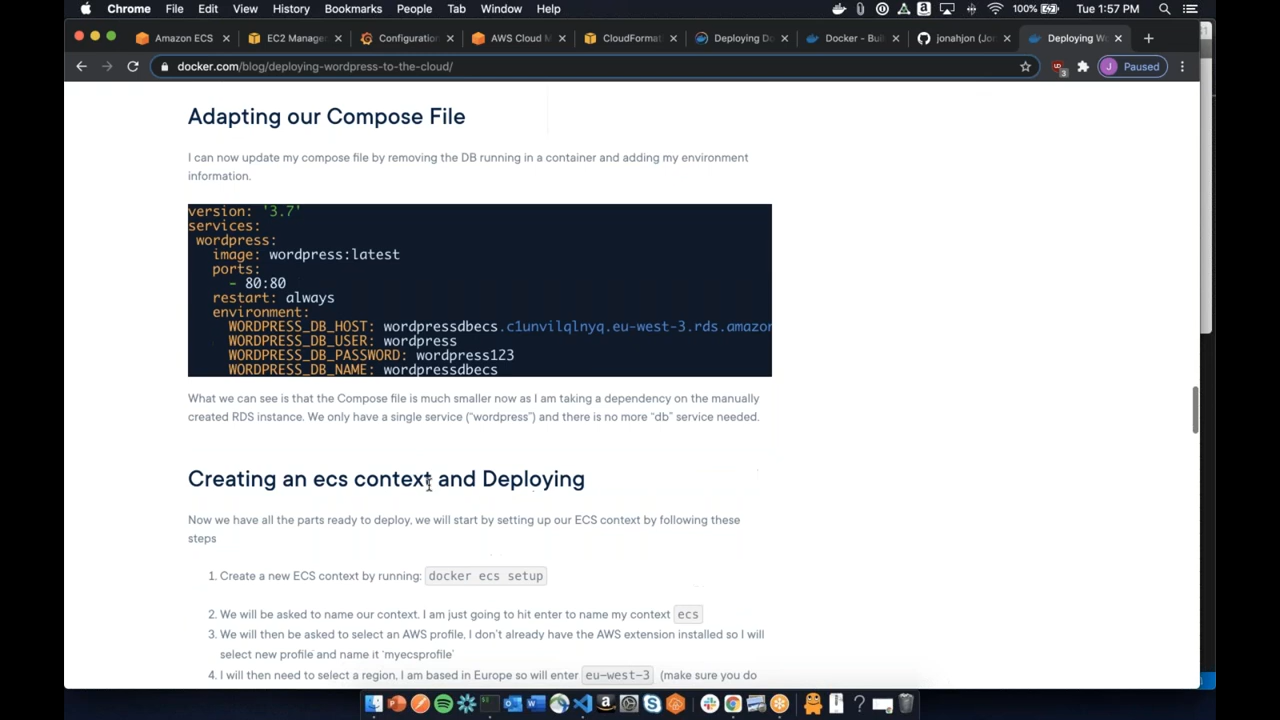 Chrome File Edit View History Bookmarks People Tab Window Help 100% Tue 1:57 PM
Amazon ECS EC2 Manage Configuration AWS Cloud M CloudFormat Deploying Do Docker - Buil jonahjon (Jo Deploying Wo
docker.com/blog/deploying-wordpress-to-the-cloud/ 3 J Paused
Adapting our Compose File
I can now update my compose file by removing the DB running in a container and adding my environment
information.
version: '3.7'
services:
wordpress:
image: wordpress:latest
ports:
- 80:80
restart: always
environment:
WORDPRESS_DB_HOST: wordpressdbecs.c1unvilqlnyq.eu-west-3.rds.amazon
WORDPRESS_DB_USER: wordpress
WORDPRESS_DB_PASSWORD: wordpress123
WORDPRESS_DB_NAME: wordpressdbecs
What we can see is that the Compose file is much smaller now as I am taking a dependency on the manually
created RDS instance. We only have a single service (“wordpress”) and there is no more “db” service needed.
Creating an ecs context and Deploying
Now we have all the parts ready to deploy, we will start by setting up our ECS context by following these
steps
1. Create a new ECS context by running: docker ecs setup
2. We will be asked to name our context. I am just going to hit enter to name my context ecs
3. We will then be asked to select an AWS profile, I don’t already have the AWS extension installed so I will
select new profile and name it ‘myecsprofile’
4. I will then need to select a region, I am based in Europe so will enter eu-west-3 (make sure you do